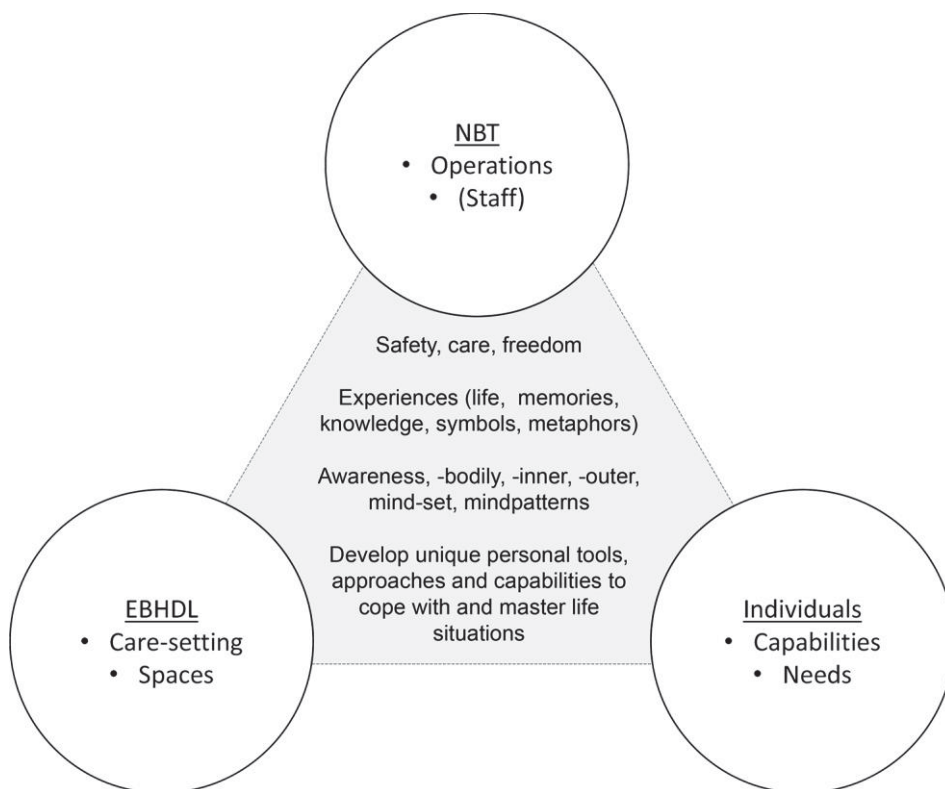 NBT
• Operations
• (Staff)
Safety, care, freedom
Experiences (life, memories,
knowledge, symbols, metaphors)
Awareness, -bodily, -inner, -outer,
mind-set, mindpatterns
Develop unique personal tools,
approaches and capabilities to
cope with and master life
situations
EBHDL
• Care-setting
• Spaces
Individuals
• Capabilities
• Needs